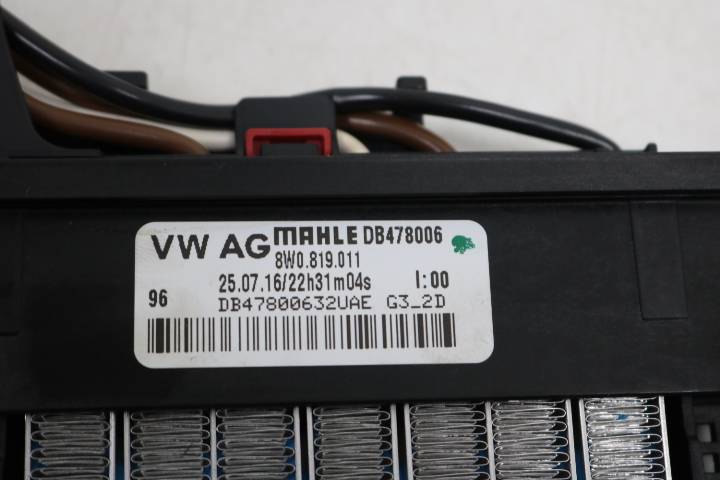 VW AG MAHLE DB478006
8W0.819.011
25.07.16/22h31m04s I:00
96 DB47800632UAE G3_2D